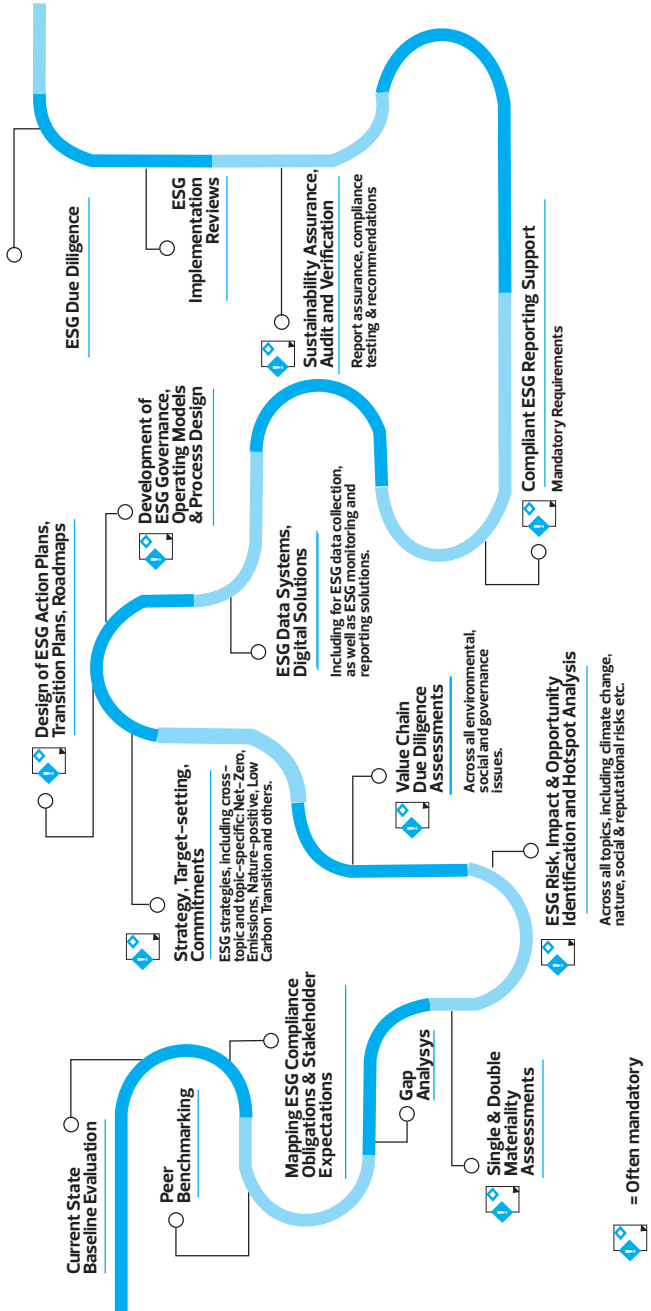 Current State
Baseline Evaluation
Peer
Benchmarking
Mapping ESG Compliance
Obligations & Stakeholder
Expectations
Gap
Analysys
Single & Double
Materiality
Assessments
ESG Risk, Impact & Opportunity
Identification and Hotspot Analysis
Across all topics, including climate change,
nature, social & reputational risks etc.
Value Chain
Due Diligence
Assessments
Across all environmental,
social and governance
issues.
Strategy, Target-setting,
Commitments
ESG strategies, including cross-
topic and topic-specific: Net-Zero,
Emissions, Nature-positive, Low
Carbon Transition and others.
Design of ESG Action Plans,
Transition Plans, Roadmaps
Development of
ESG Governance,
Operating Models
& Process Design
ESG Data Systems,
Digital Solutions
Including for ESG data collection,
as well as ESG monitoring and
reporting solutions.
Compliant ESG Reporting Support
Mandatory Requirements
Sustainability Assurance,
Audit and Verification
Report assurance, compliance
testing & recommendations
ESG
Implementation
Reviews
ESG Due Diligence
= Often mandatory